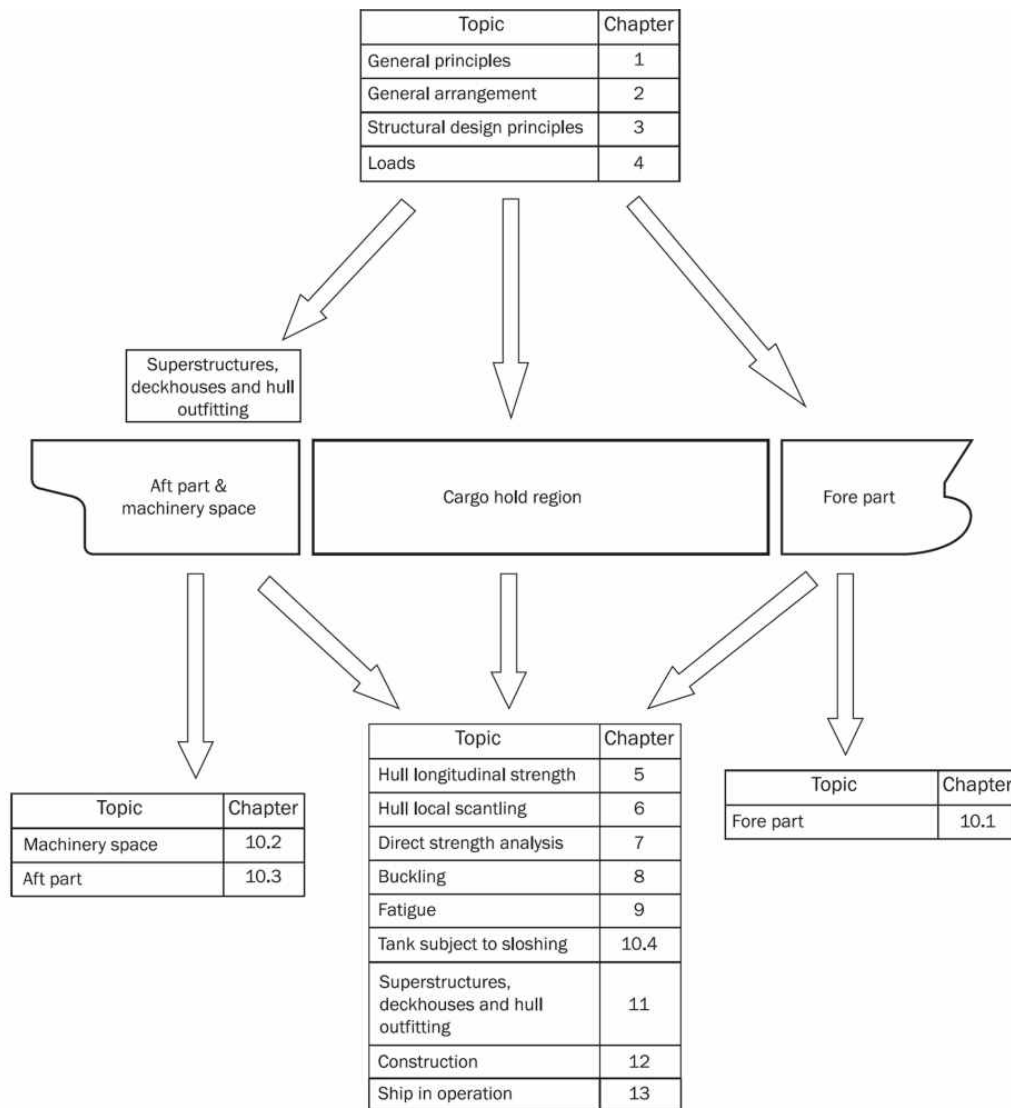 Topic Chapter
General principles 1
General arrangement 2
Structural design principles 3
Loads 4
Superstructures,
deckhouses and hull
outfitting
Aft part &
machinery space
Cargo hold region
Fore part
Topic Chapter
Machinery space 10.2
Aft part 10.3
Topic Chapter
Hull longitudinal strength 5
Hull local scantling 6
Direct strength analysis 7
Buckling 8
Fatigue 9
Tank subject to sloshing 10.4
Superstructures,
deckhouses and hull 11
outfitting
Construction 12
Ship in operation 13
Topic Chapter
Fore part 10.1